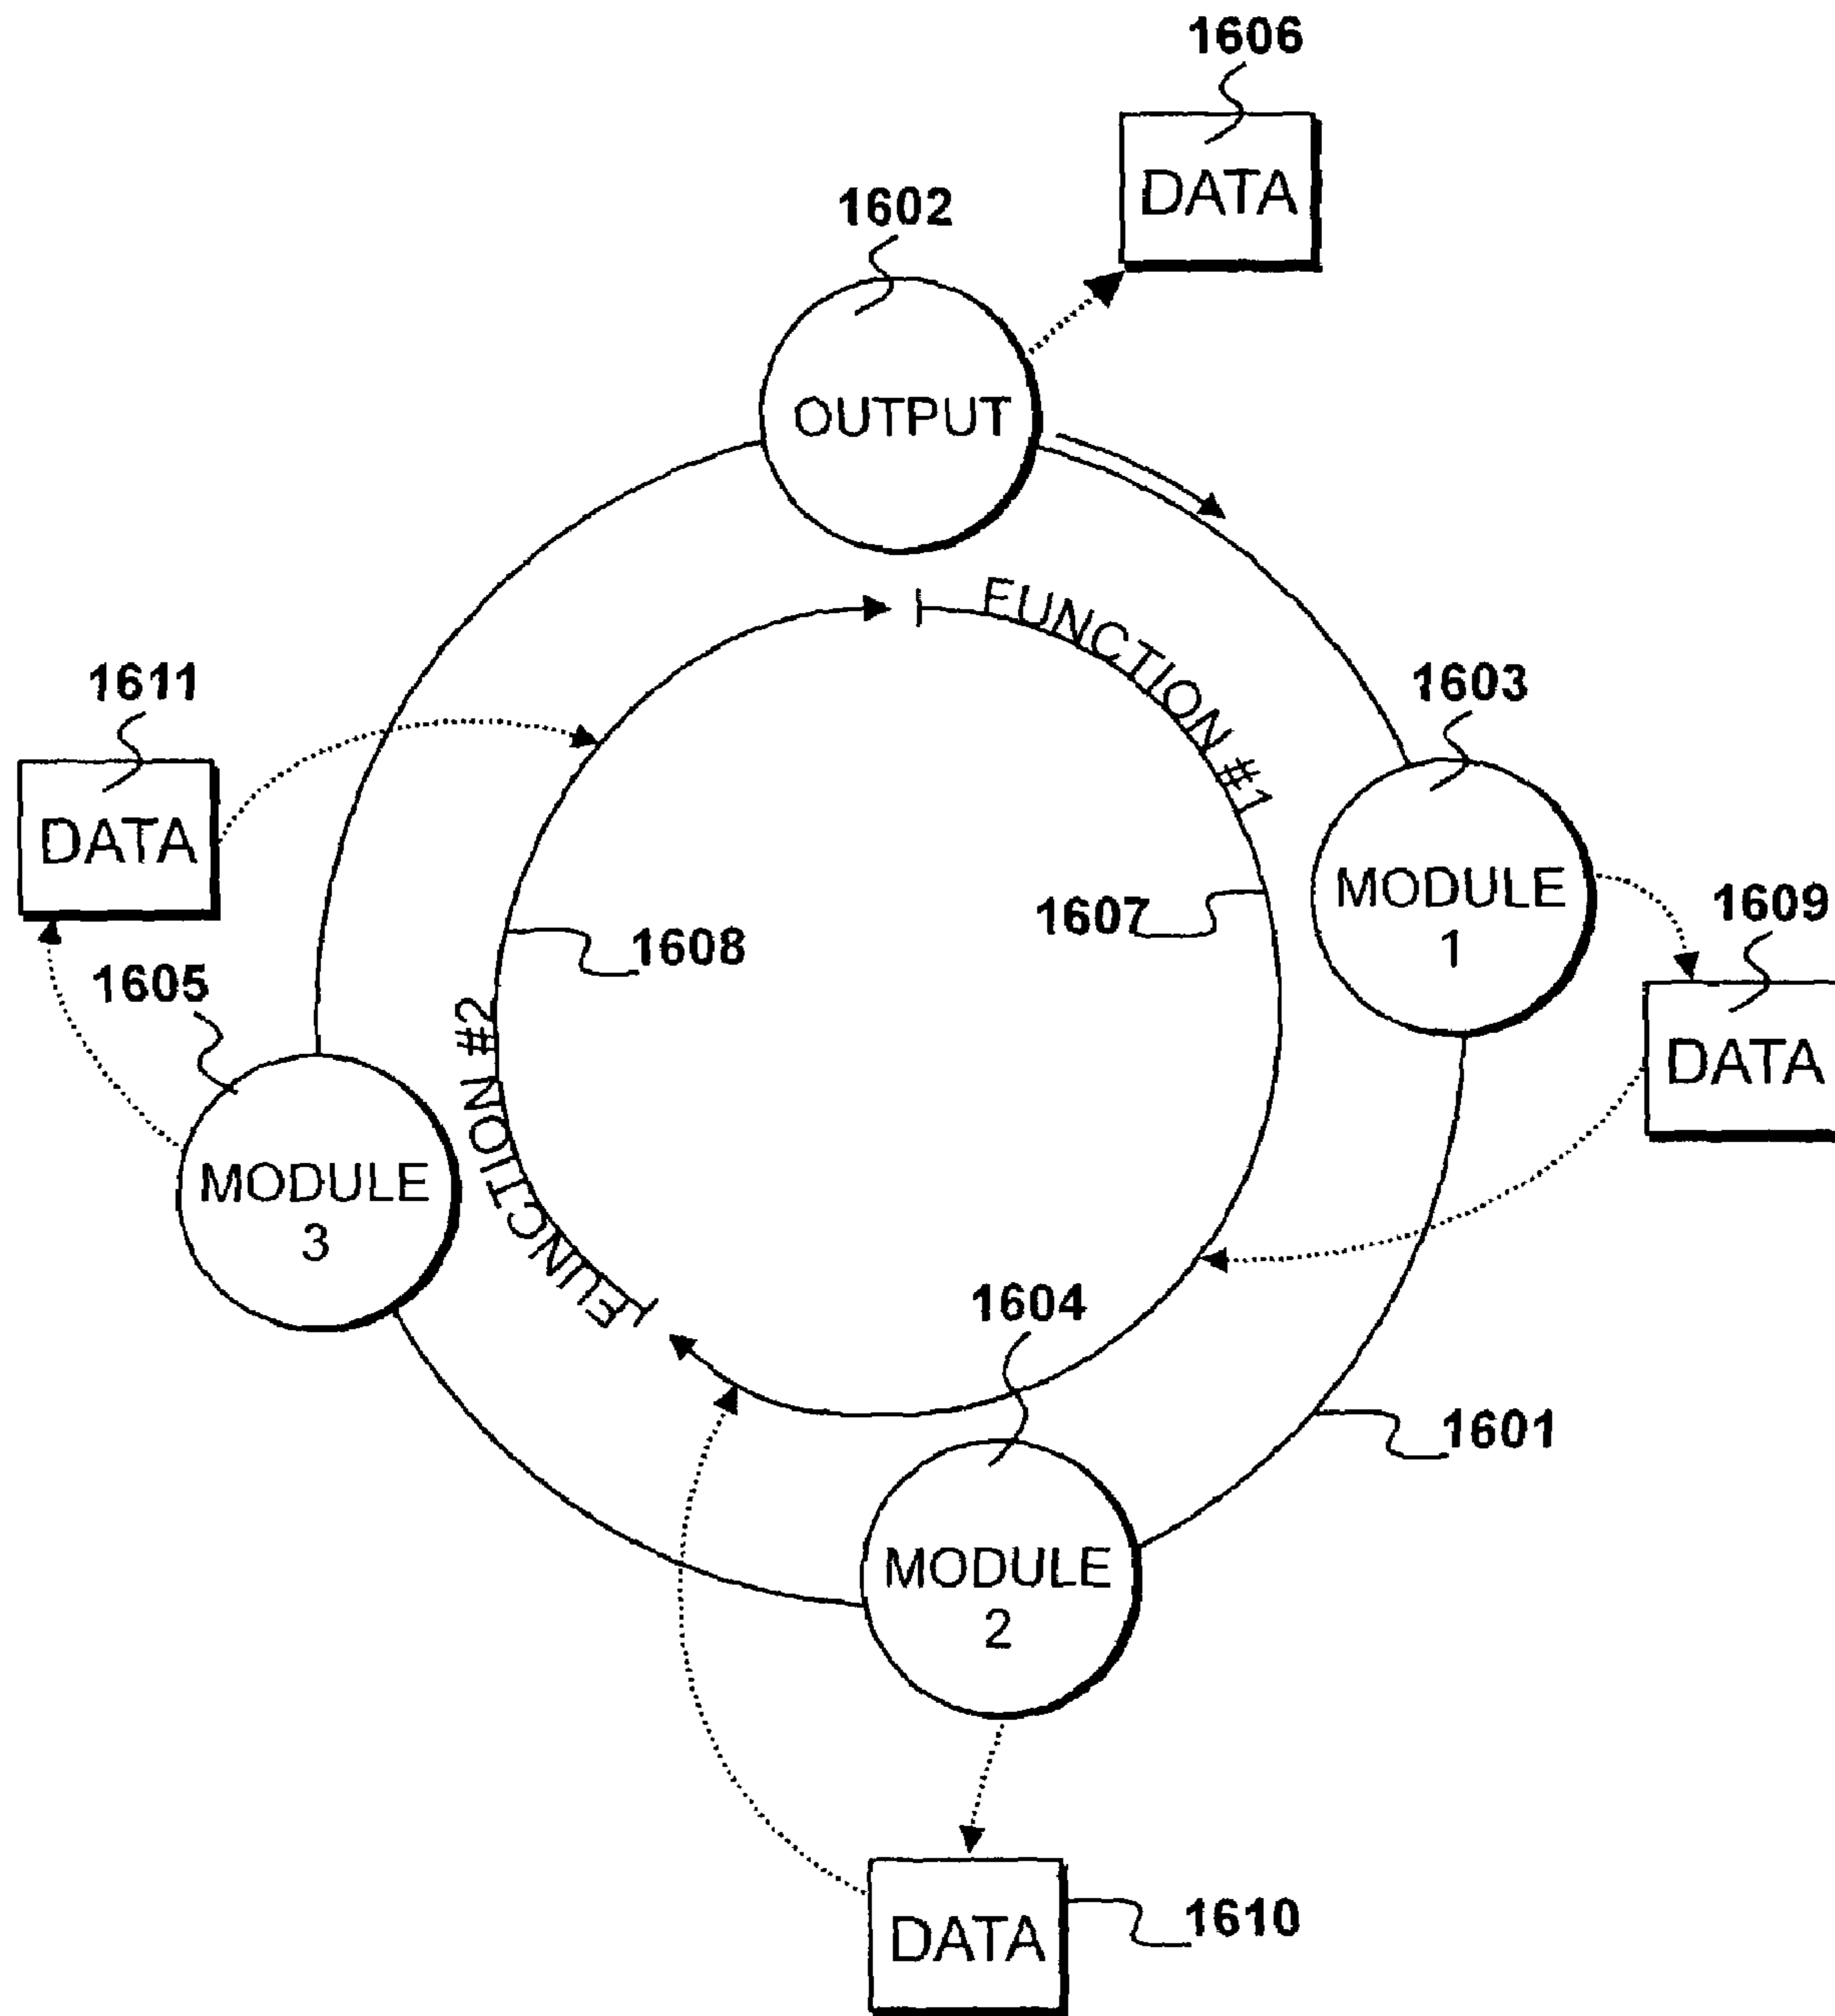 1606
DATA
1602
OUTPUT
FUNCTION #1
1611
DATA
1603
MODULE
1
1607
1608
1609
DATA
1605
MODULE
3
FUNCTION #2
1604
1601
MODULE
2
1610
DATA